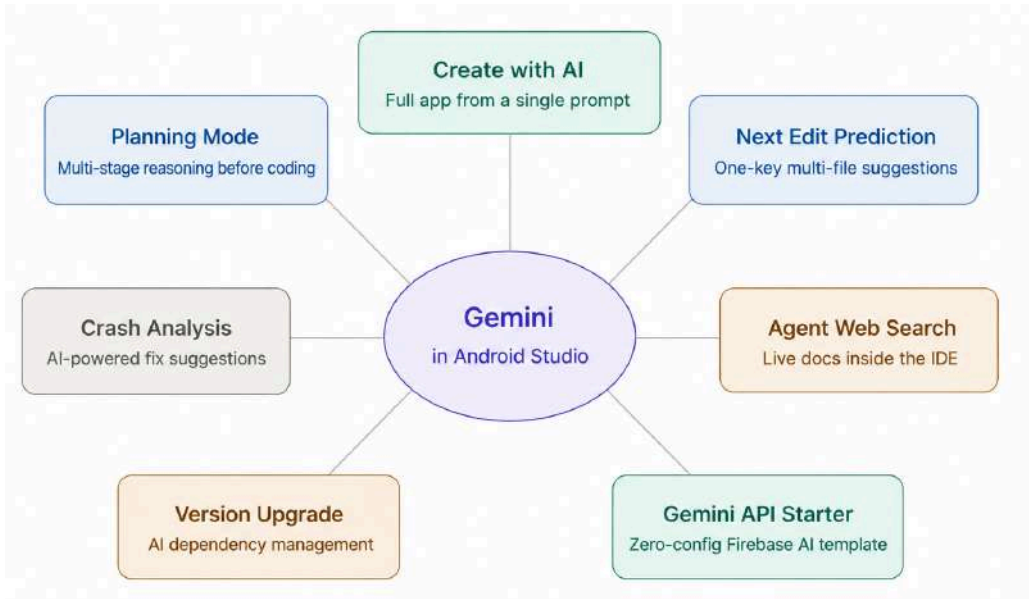 Create with AI
Full app from a single prompt
Planning Mode
Multi-stage reasoning before coding
Next Edit Prediction
One-key multi-file suggestions
Gemini
in Android Studio
Crash Analysis
AI-powered fix suggestions
Agent Web Search
Live docs inside the IDE
Version Upgrade
AI dependency management
Gemini API Starter
Zero-config Firebase AI template